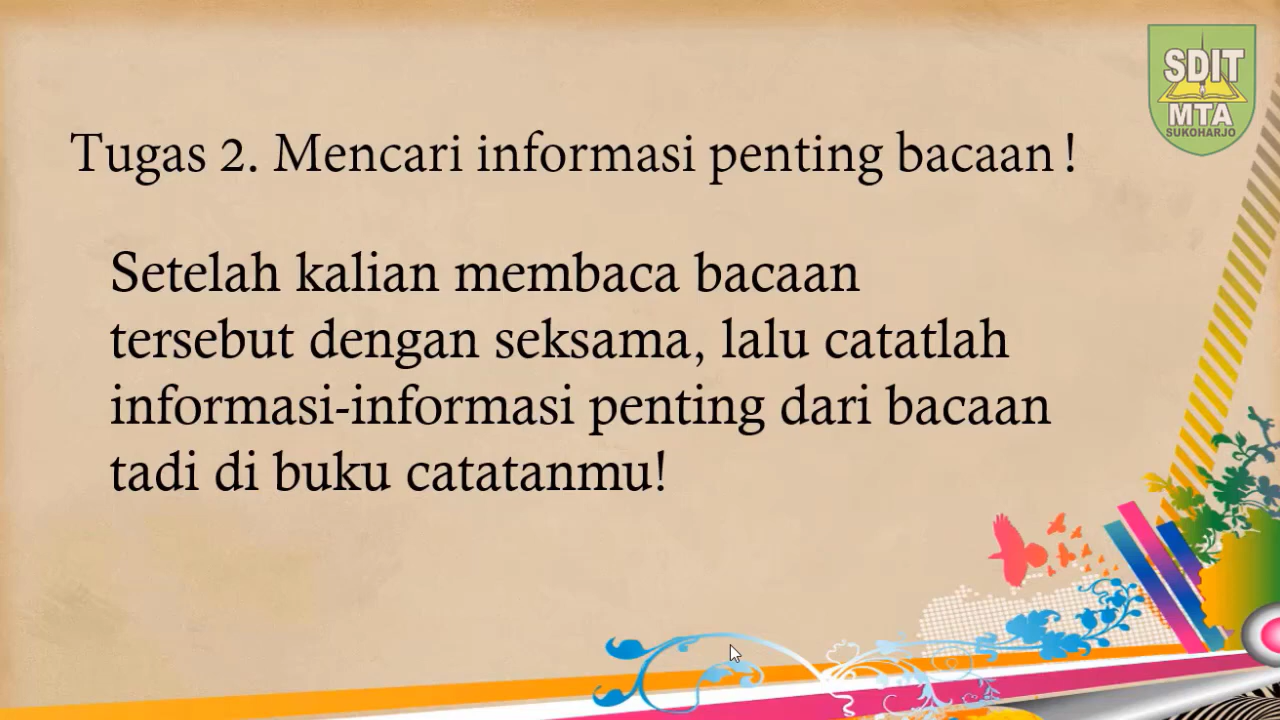 SDIT
MTA
SUKOHARJO
Tugas 2. Mencari informasi penting bacaan !
Setelah kalian membaca bacaan
tersebut dengan seksama, lalu catatlah
informasi-informasi penting dari bacaan
tadi di buku catatanmu!